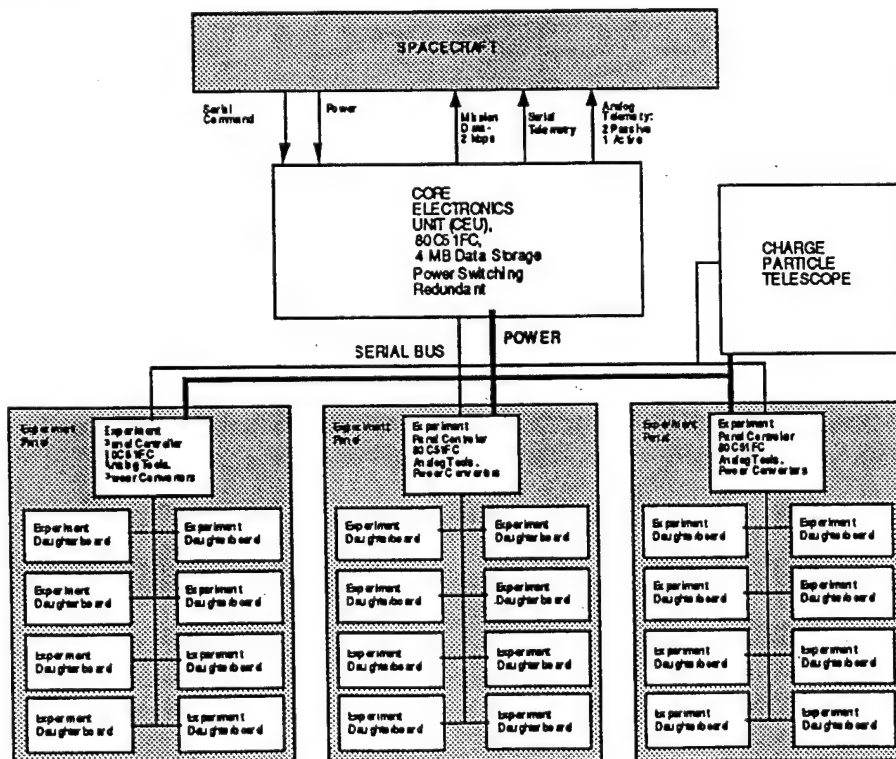 SPACECRAFT
Serial
Command
Power
Mission
Data-
2 kbps
Serial
Telemetry
Analog
Telemetry:
2 Passive
1 Active
CORE
ELECTRONICS
UNIT (CEU),
80C51FC,
4 MB Data Storage
Power Switching
Redundant
CHARGE
PARTICLE
TELESCOPE
SERIAL BUS
POWER
Experiment
Panel
Experiment
Panel Controller
80C51FC
Analog Tools,
Power Converters
Experiment
Daughterboard
Experiment
Daughterboard
Experiment
Daughterboard
Experiment
Daughterboard
Experiment
Daughterboard
Experiment
Daughterboard
Experiment
Daughterboard
Experiment
Daughterboard
Experiment
Panel
Experiment
Panel Controller
80C51FC
Analog Tools,
Power Converters
Experiment
Daughterboard
Experiment
Daughterboard
Experiment
Daughterboard
Experiment
Daughterboard
Experiment
Daughterboard
Experiment
Daughterboard
Experiment
Daughterboard
Experiment
Daughterboard
Experiment
Panel
Experiment
Panel Controller
80C51FC
Analog Tools,
Power Converters
Experiment
Daughterboard
Experiment
Daughterboard
Experiment
Daughterboard
Experiment
Daughterboard
Experiment
Daughterboard
Experiment
Daughterboard
Experiment
Daughterboard
Experiment
Daughterboard